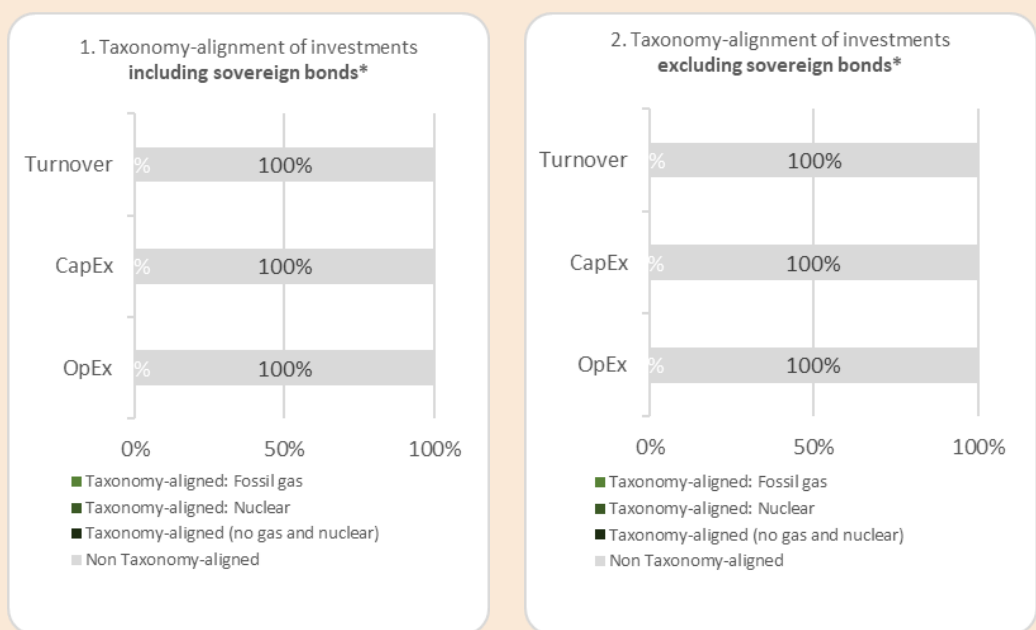 1. Taxonomy-alignment of investments
including sovereign bonds*
Turnover
%
100%
CapEx
%
100%
OpEx
%
100%
0%
50%
100%
Taxonomy-aligned: Fossil gas
Taxonomy-aligned: Nuclear
Taxonomy-aligned (no gas and nuclear)
Non Taxonomy-aligned
2. Taxonomy-alignment of investments
excluding sovereign bonds*
Turnover
%
100%
CapEx
%
100%
OpEx
%
100%
0%
50%
100%
Taxonomy-aligned: Fossil gas
Taxonomy-aligned: Nuclear
Taxonomy-aligned (no gas and nuclear)
Non Taxonomy-aligned